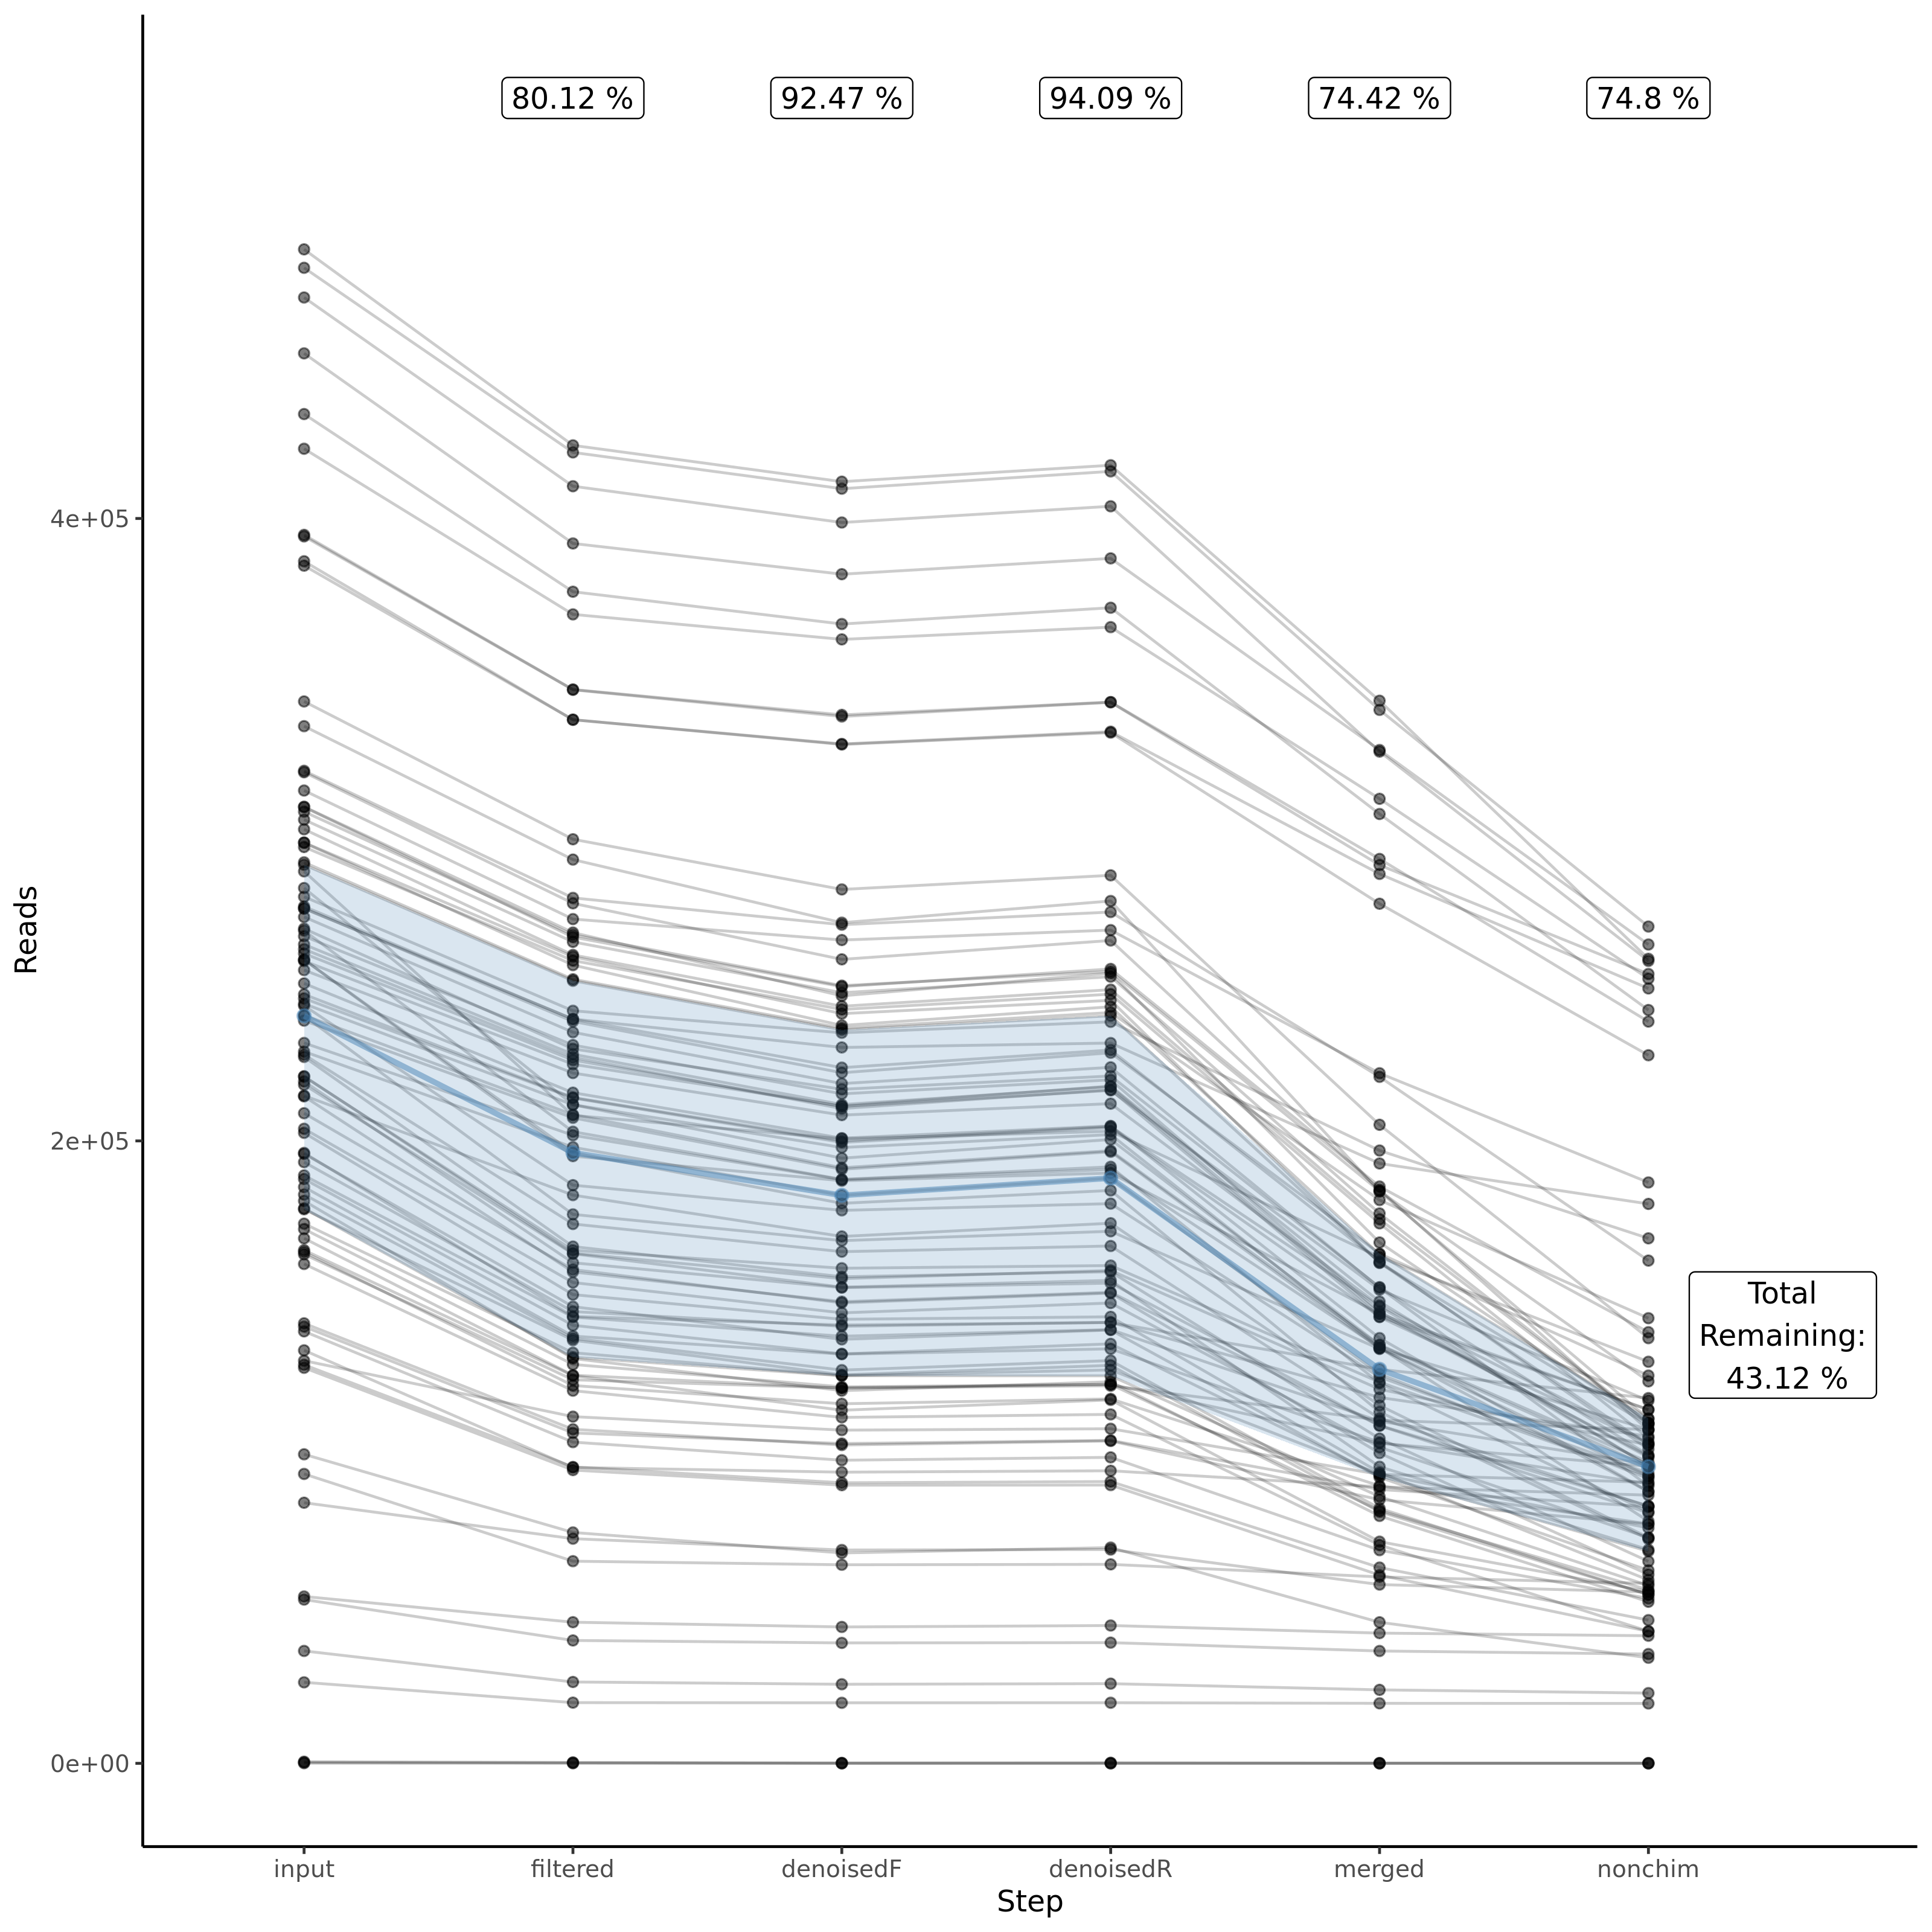 80.12 %
92.47 %
94.09 %
74.42 %
74.8 %
4e+05
2e+05
0e+00
Reads
Total
Remaining:
43.12 %
input
filtered
denoisedF
denoisedR
merged
nonchim
Step